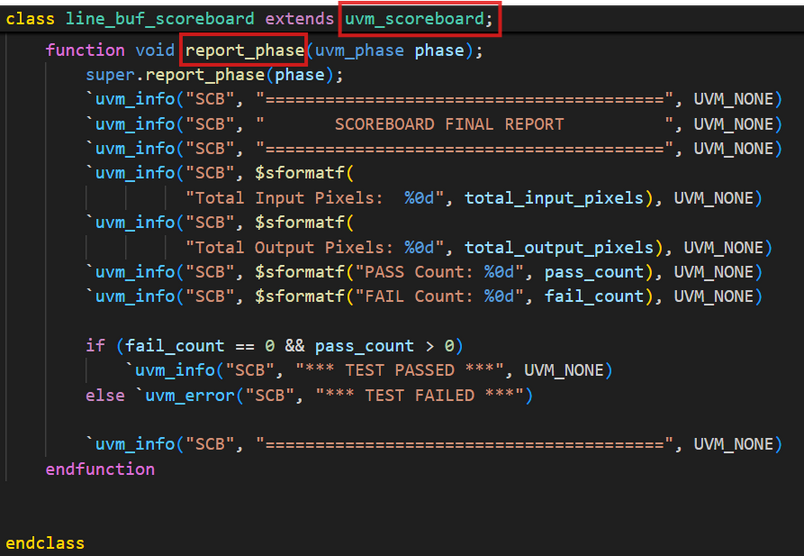 class line_buf_scoreboard extends uvm_scoreboard;
function void report_phase(uvm_phase phase);
super.report_phase(phase);
`uvm_info("SCB", "========================================", UVM_NONE)
`uvm_info("SCB", "       SCOREBOARD FINAL REPORT          ", UVM_NONE)
`uvm_info("SCB", "========================================", UVM_NONE)
`uvm_info("SCB", $sformatf(
"Total Input Pixels:  %0d", total_input_pixels), UVM_NONE)
`uvm_info("SCB", $sformatf(
"Total Output Pixels: %0d", total_output_pixels), UVM_NONE)
`uvm_info("SCB", $sformatf("PASS Count: %0d", pass_count), UVM_NONE)
`uvm_info("SCB", $sformatf("FAIL Count: %0d", fail_count), UVM_NONE)
if (fail_count == 0 && pass_count > 0)
`uvm_info("SCB", "*** TEST PASSED ***", UVM_NONE)
else `uvm_error("SCB", "*** TEST FAILED ***")
`uvm_info("SCB", "========================================", UVM_NONE)
endfunction
endclass